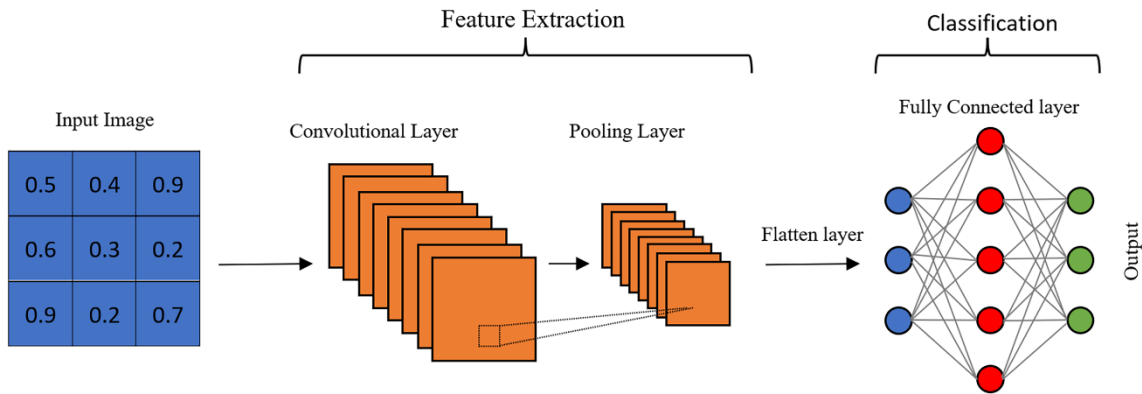 Feature Extraction
Classification
Input Image
Convolutional Layer
Pooling Layer
Fully Connected layer
0.5 0.4 0.9
0.6 0.3 0.2
0.9 0.2 0.7
Flatten layer
Output